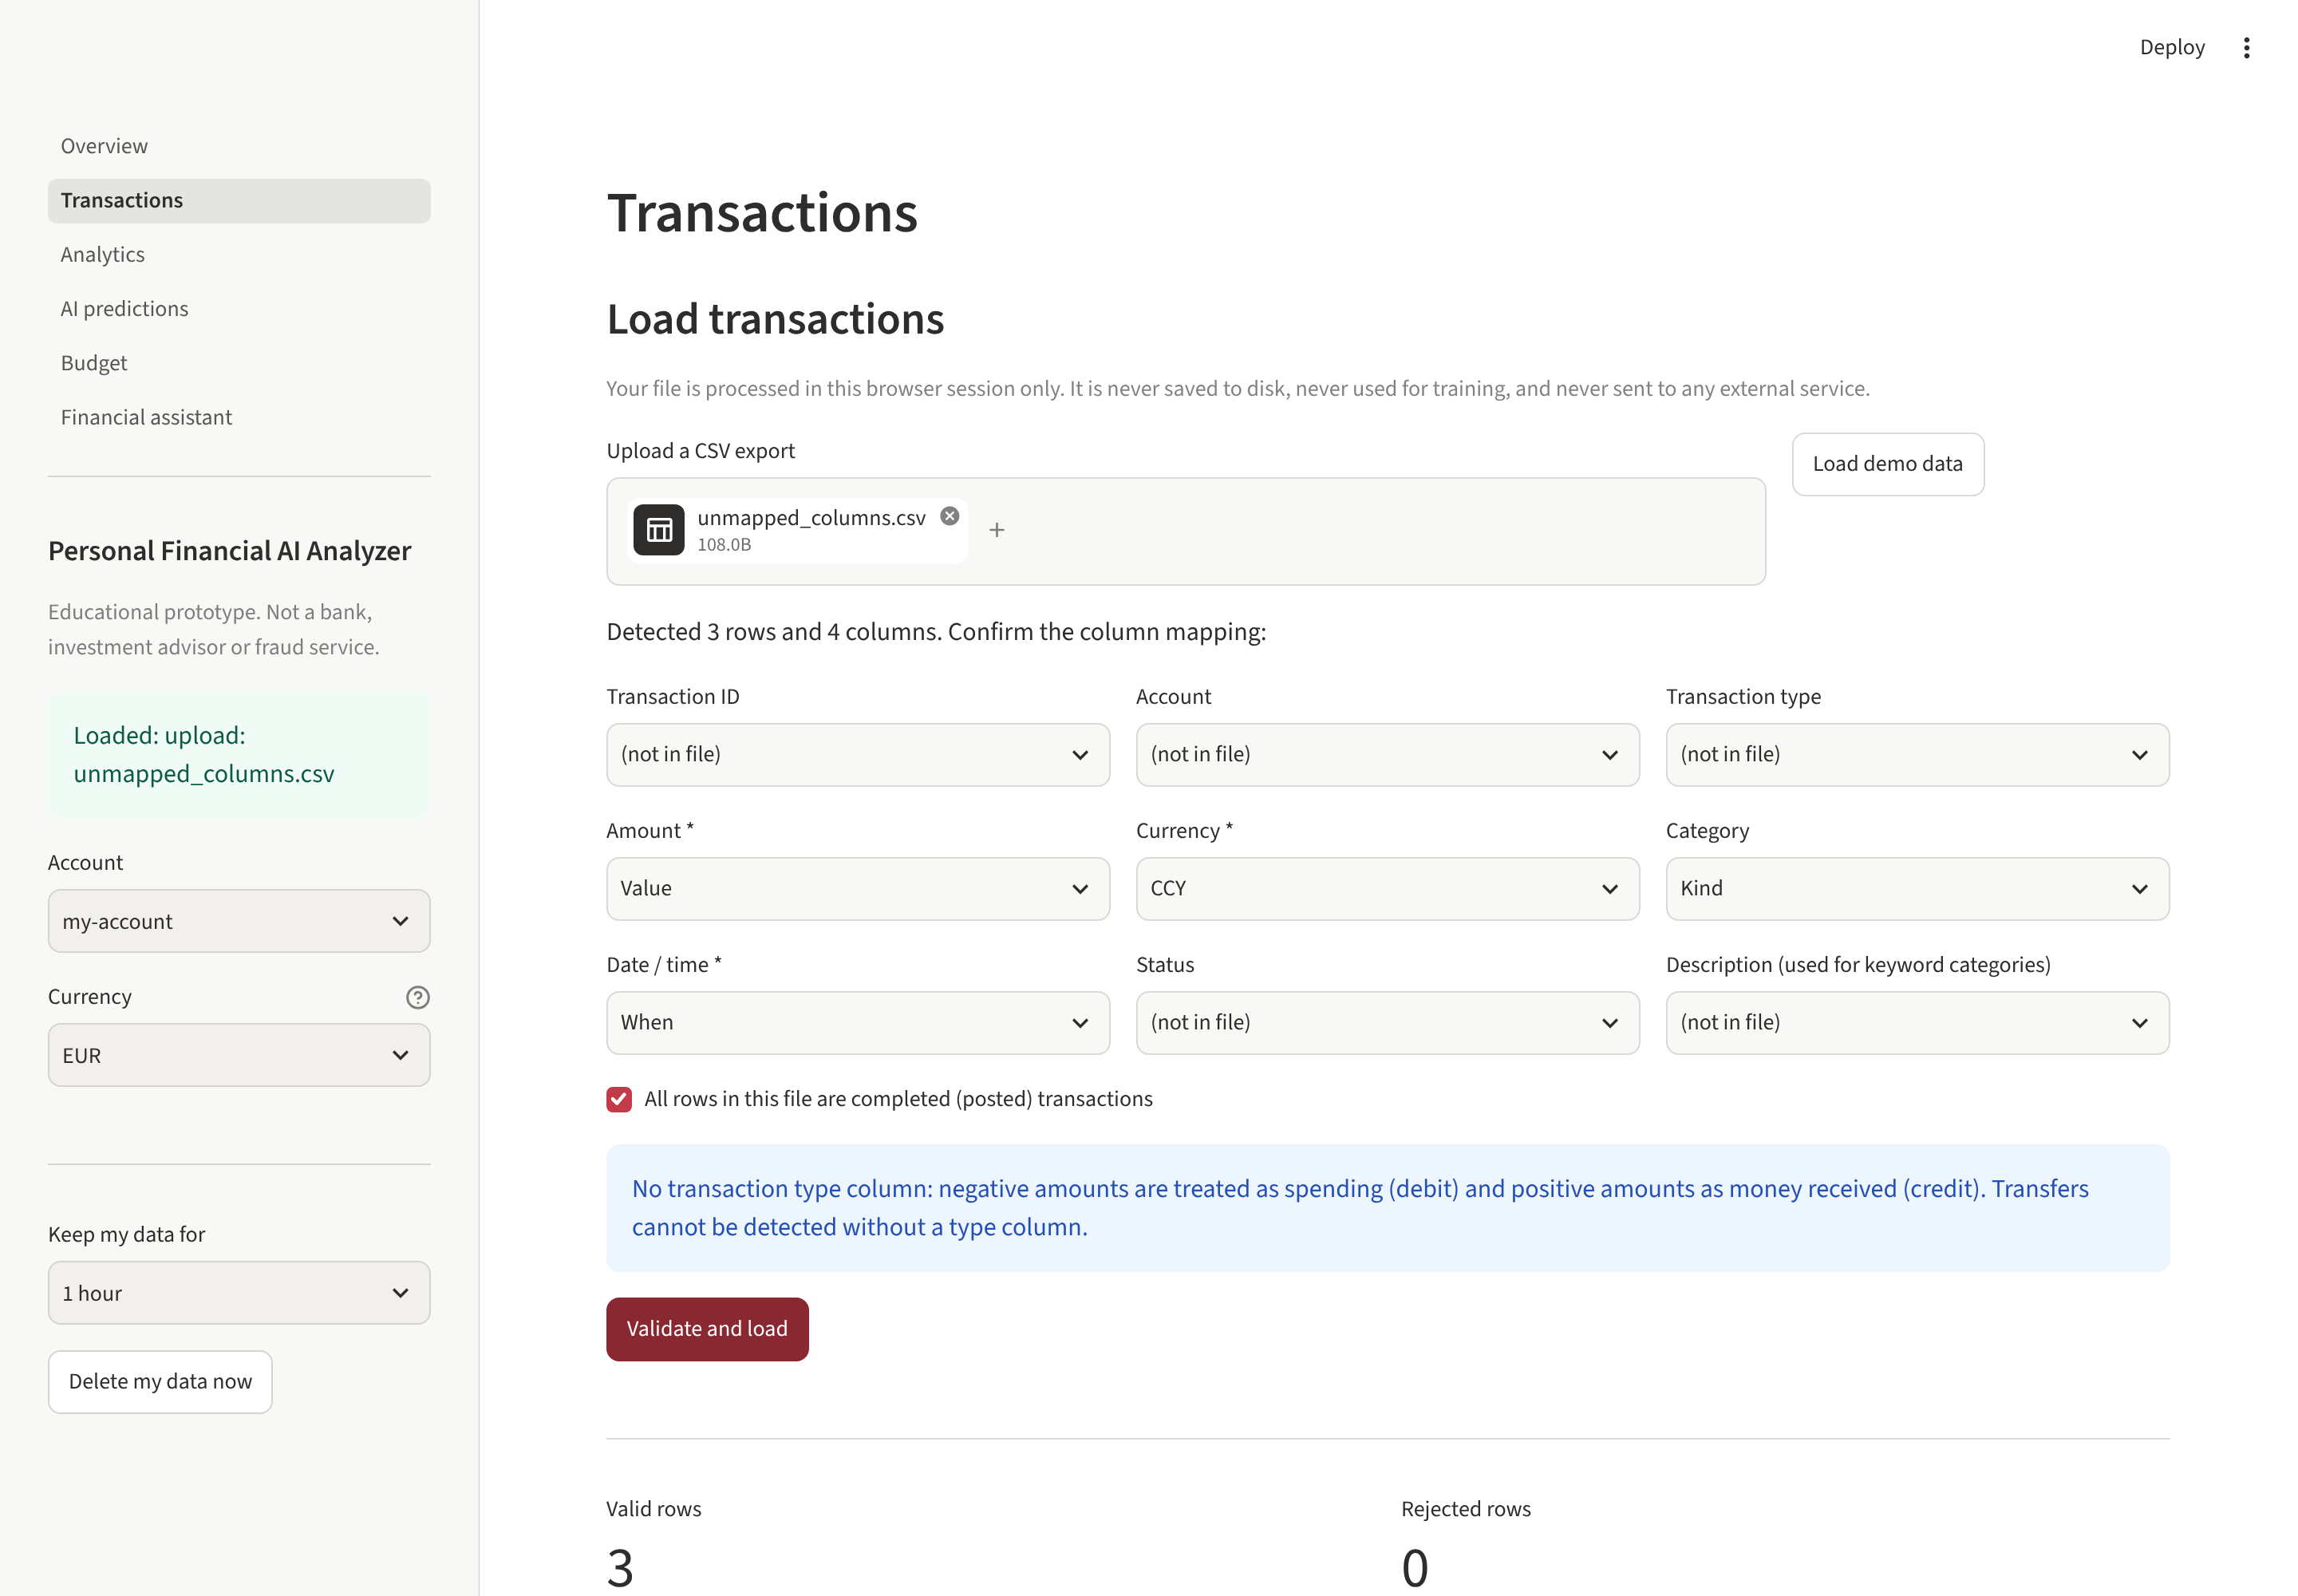 Deploy
Overview
Transactions
Analytics
AI predictions
Budget
Financial assistant
Personal Financial AI Analyzer
Educational prototype. Not a bank,
investment advisor or fraud service.
Loaded: upload:
unmapped_columns.csv
Account
my-account
Currency
EUR
Keep my data for
1 hour
Delete my data now
Transactions
Load transactions
Your file is processed in this browser session only. It is never saved to disk, never used for training, and never sent to any external service.
Upload a CSV export
Load demo data
unmapped_columns.csv
108.0B
Detected 3 rows and 4 columns. Confirm the column mapping:
Transaction ID
Account
Transaction type
(not in file)
(not in file)
(not in file)
Amount *
Currency *
Category
Value
CCY
Kind
Date / time *
Status
Description (used for keyword categories)
When
(not in file)
(not in file)
All rows in this file are completed (posted) transactions
No transaction type column: negative amounts are treated as spending (debit) and positive amounts as money received (credit). Transfers
cannot be detected without a type column.
Validate and load
Valid rows
Rejected rows
3
0